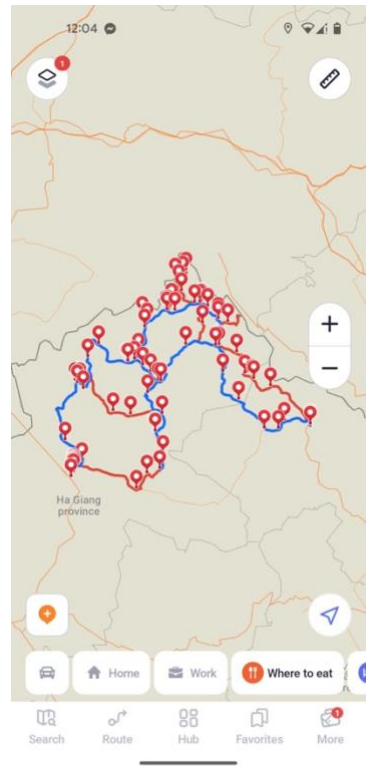 12:04
1
Ha Giang
province
Home
Work
Where to eat
Search
Route
Hub
Favorites
More
1